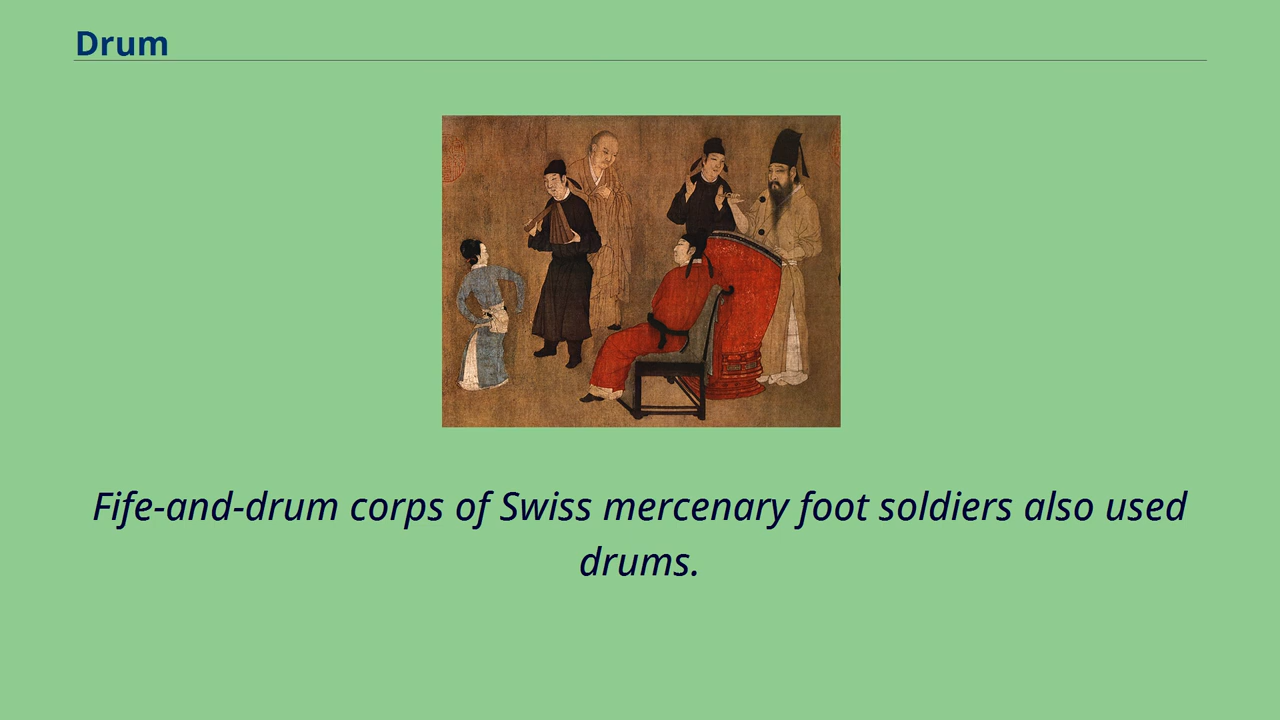 Drum
Fife-and-drum corps of Swiss mercenary foot soldiers also used
drums.